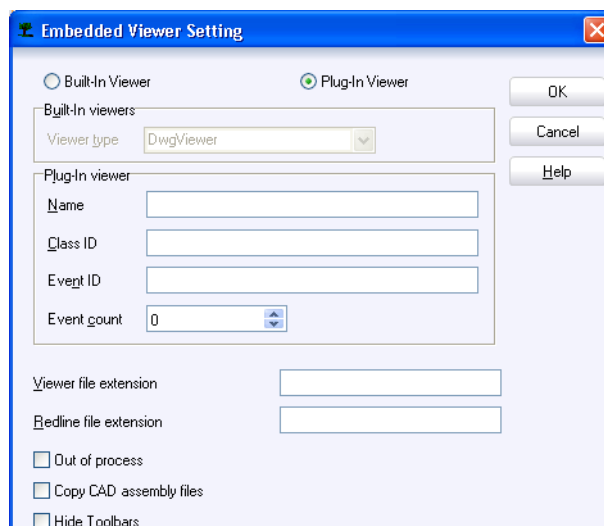 Embedded Viewer Setting
Built-In Viewer
Plug-In Viewer
OK
Built-In viewers
Viewer type
DwgViewer
Cancel
Plug-In viewer
Help
Name
Class ID
Event ID
Event count
0
Viewer file extension
Redline file extension
Out of process
Copy CAD assembly files
Hide Toolbars